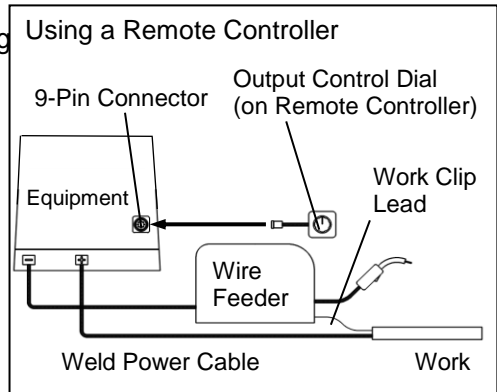 g
Using a Remote Controller
Output Control Dial
(on Remote Controller)
9-Pin Connector
Work Clip
Lead
Equipment
Wire
Feeder
− +
Weld Power Cable
Work